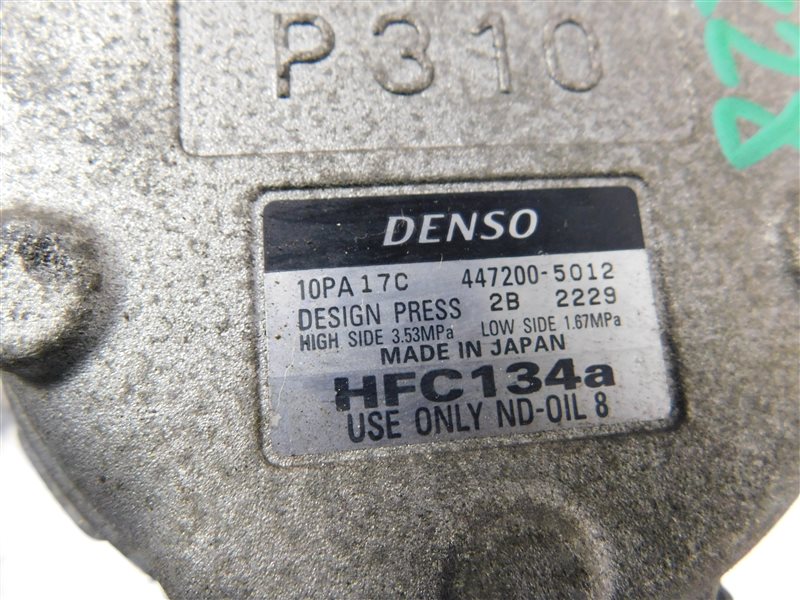 P310
DENSO
10PA17C 447200-5012
DESIGN PRESS 2B 2229
HIGH SIDE 3.53MPa LOW SIDE 1.67MPa
MADE IN JAPAN
HFC134a
USE ONLY ND-OIL 8